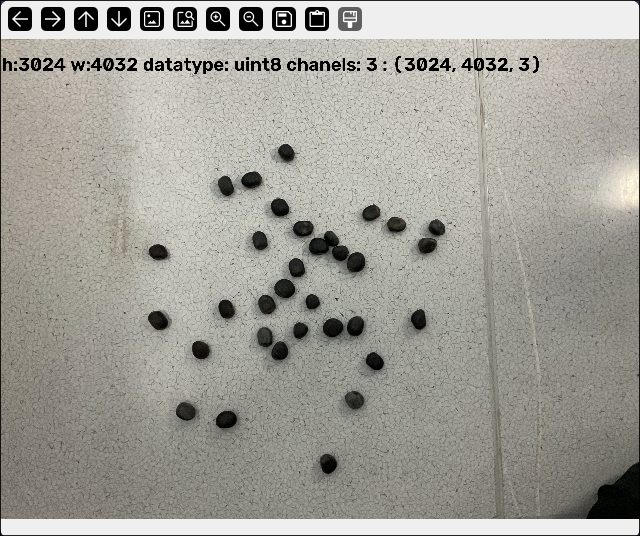 h:3024 w:4032 datatype: uint8 chanels: 3 : (3024, 4032, 3)